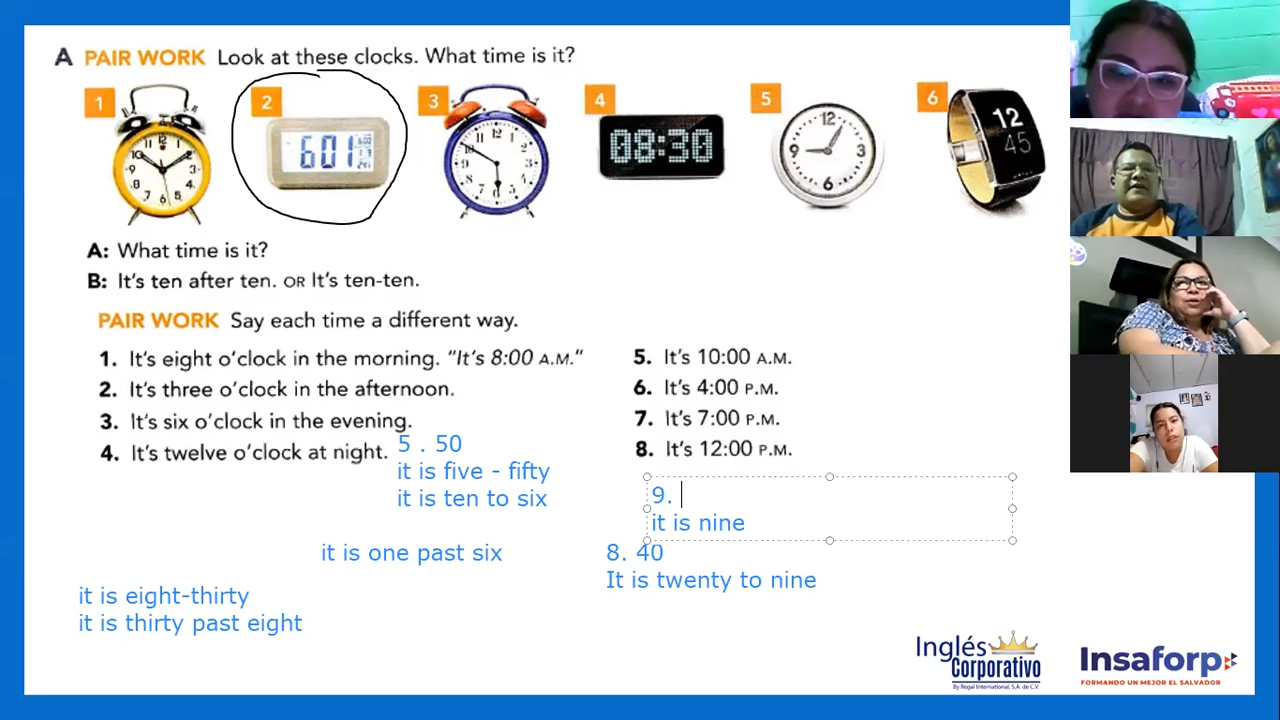 A PAIR WORK Look at these clocks. What time is it?
1 2 3 4 5 6
601
08:30
12
45
A: What time is it?
B: It's ten after ten. OR It's ten-ten.
PAIR WORK Say each time a different way.
1. It's eight o'clock in the morning. "It's 8:00 A.M."
2. It's three o'clock in the afternoon.
3. It's six o'clock in the evening.
4. It's twelve o'clock at night.
5. It's 10:00 A.M.
6. It's 4:00 P.M.
7. It's 7:00 P.M.
8. It's 12:00 P.M.
5 . 50
it is five - fifty
it is ten to six
9.
it is nine
it is one past six
8. 40
It is twenty to nine
it is eight-thirty
it is thirty past eight
Inglés
Corporativo
By Regal International, S.A. de C.V.
Insaforp
FORMANDO UN MEJOR EL SALVADOR